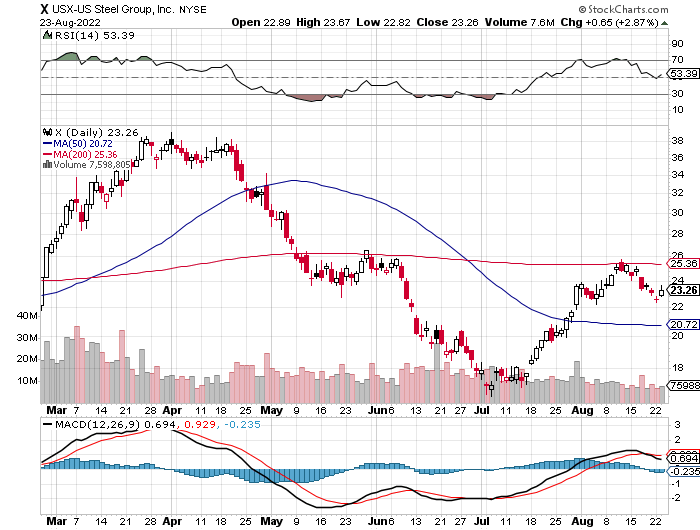 X USX-US Steel Group, Inc. NYSE © StockCharts.com
23-Aug-2022 Open 22.89 High 23.67 Low 22.82 Close 23.26 Volume 7.6M Chg +0.65 (+2.87%)
RSI(14) 53.39
90
70
53.39
30
10
X (Daily) 23.26
MA(50) 20.72
MA(200) 25.36
Volume 7,598,805
38
36
34
32
30
28
26
25.36
24
23.26
22
20.72
20
18
75988
40M
30M
20M
10M
Mar 7 14 21 28 Apr 11 18 25 May 9 16 23 Jun 6 13 21 27 Jul 11 18 25 Aug 8 15 22
MACD(12,26,9) 0.694, 0.929, -0.235
3
2
0.694
-0.235
-1
-2
Mar 7 14 21 28 Apr 11 18 25 May 9 16 23 Jun 6 13 21 27 Jul 11 18 25 Aug 8 15 22